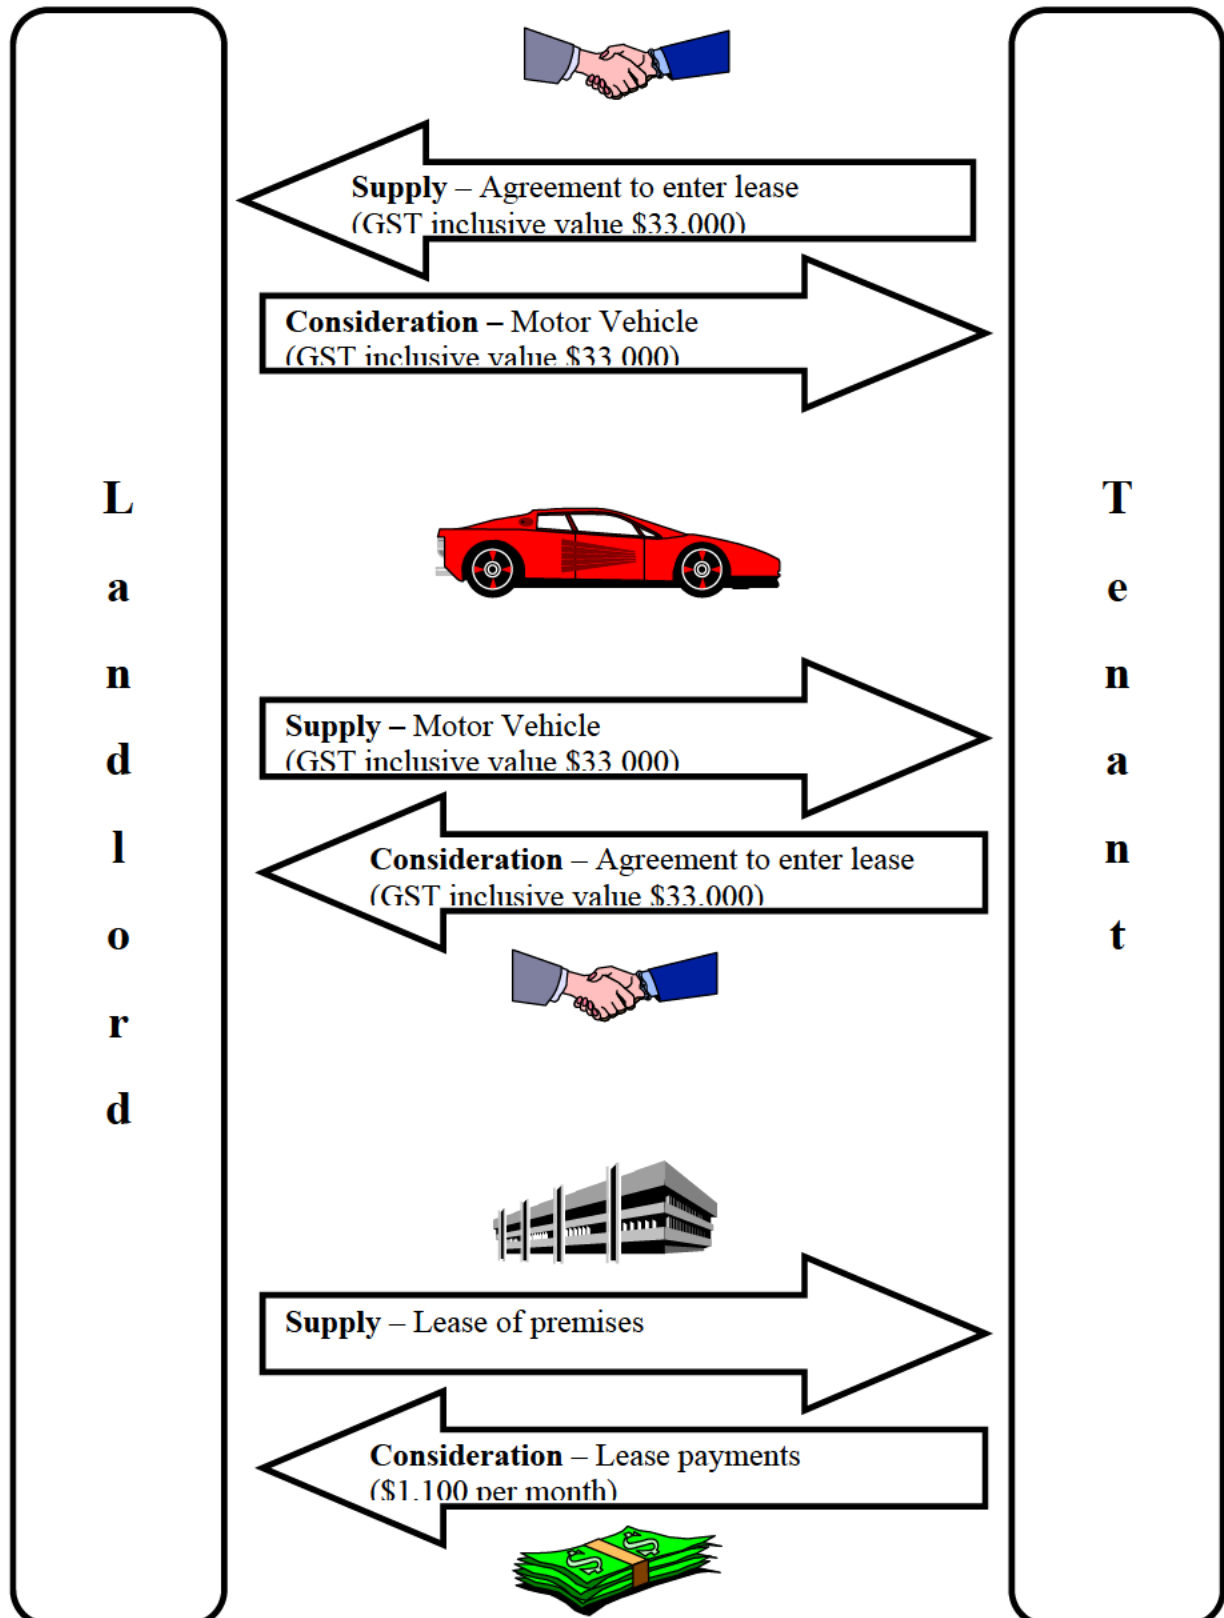 Supply – Agreement to enter lease
(GST inclusive value $33,000)
Consideration – Motor Vehicle
(GST inclusive value $33,000)
Landlord
Tenant
Supply – Motor Vehicle
(GST inclusive value $33,000)
Consideration – Agreement to enter lease
(GST inclusive value $33,000)
Supply – Lease of premises
Consideration – Lease payments
($1,100 per month)